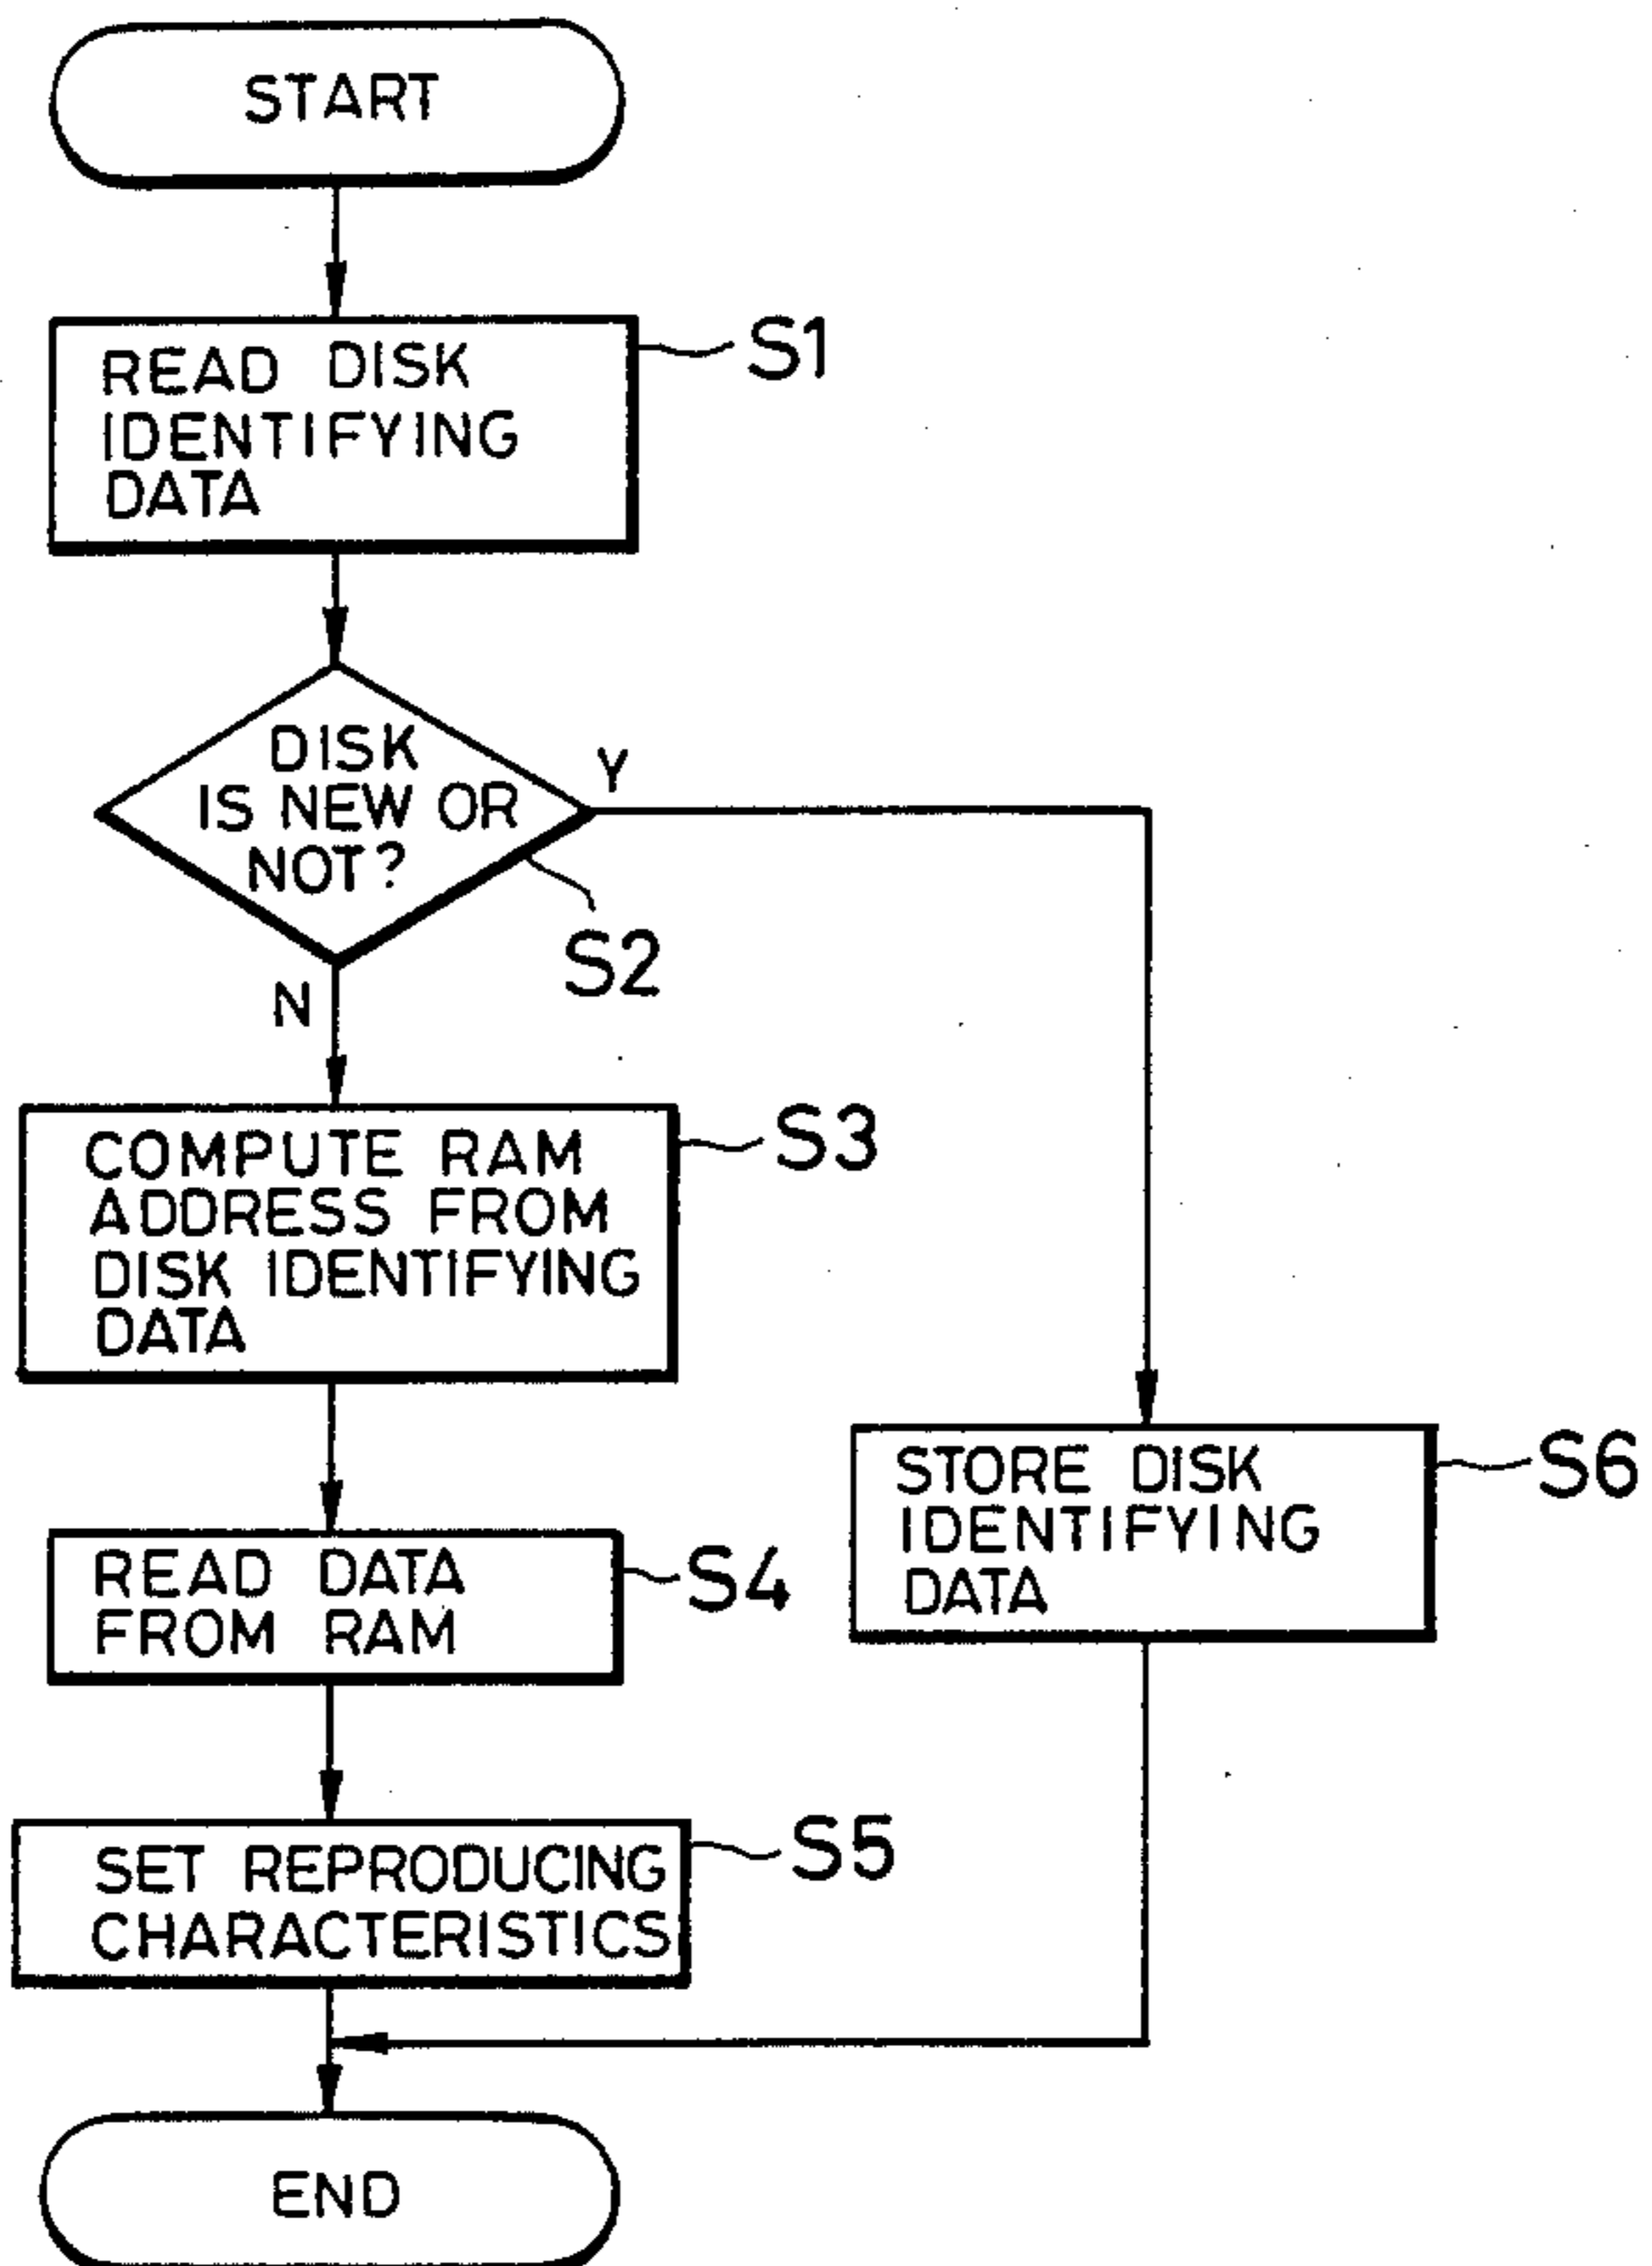 START
READ DISK
IDENTIFYING
DATA
S1
DISK
IS NEW OR
NOT?
Y
S2
N
COMPUTE RAM
ADDRESS FROM
DISK IDENTIFYING
DATA
S3
STORE DISK
IDENTIFYING
DATA
S6
READ DATA
FROM RAM
S4
SET REPRODUCING
CHARACTERISTICS
S5
END